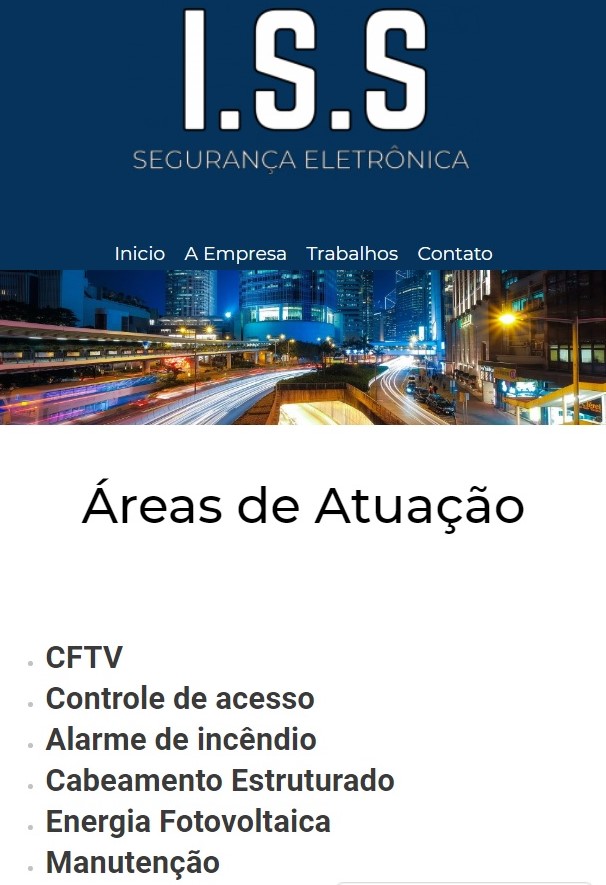 I.S.S
SEGURANÇA ELETRÔNICA
Inicio A Empresa Trabalhos Contato
Áreas de Atuação
CFTV
Controle de acesso
Alarme de incêndio
Cabeamento Estruturado
Energia Fotovoltaica
Manutenção